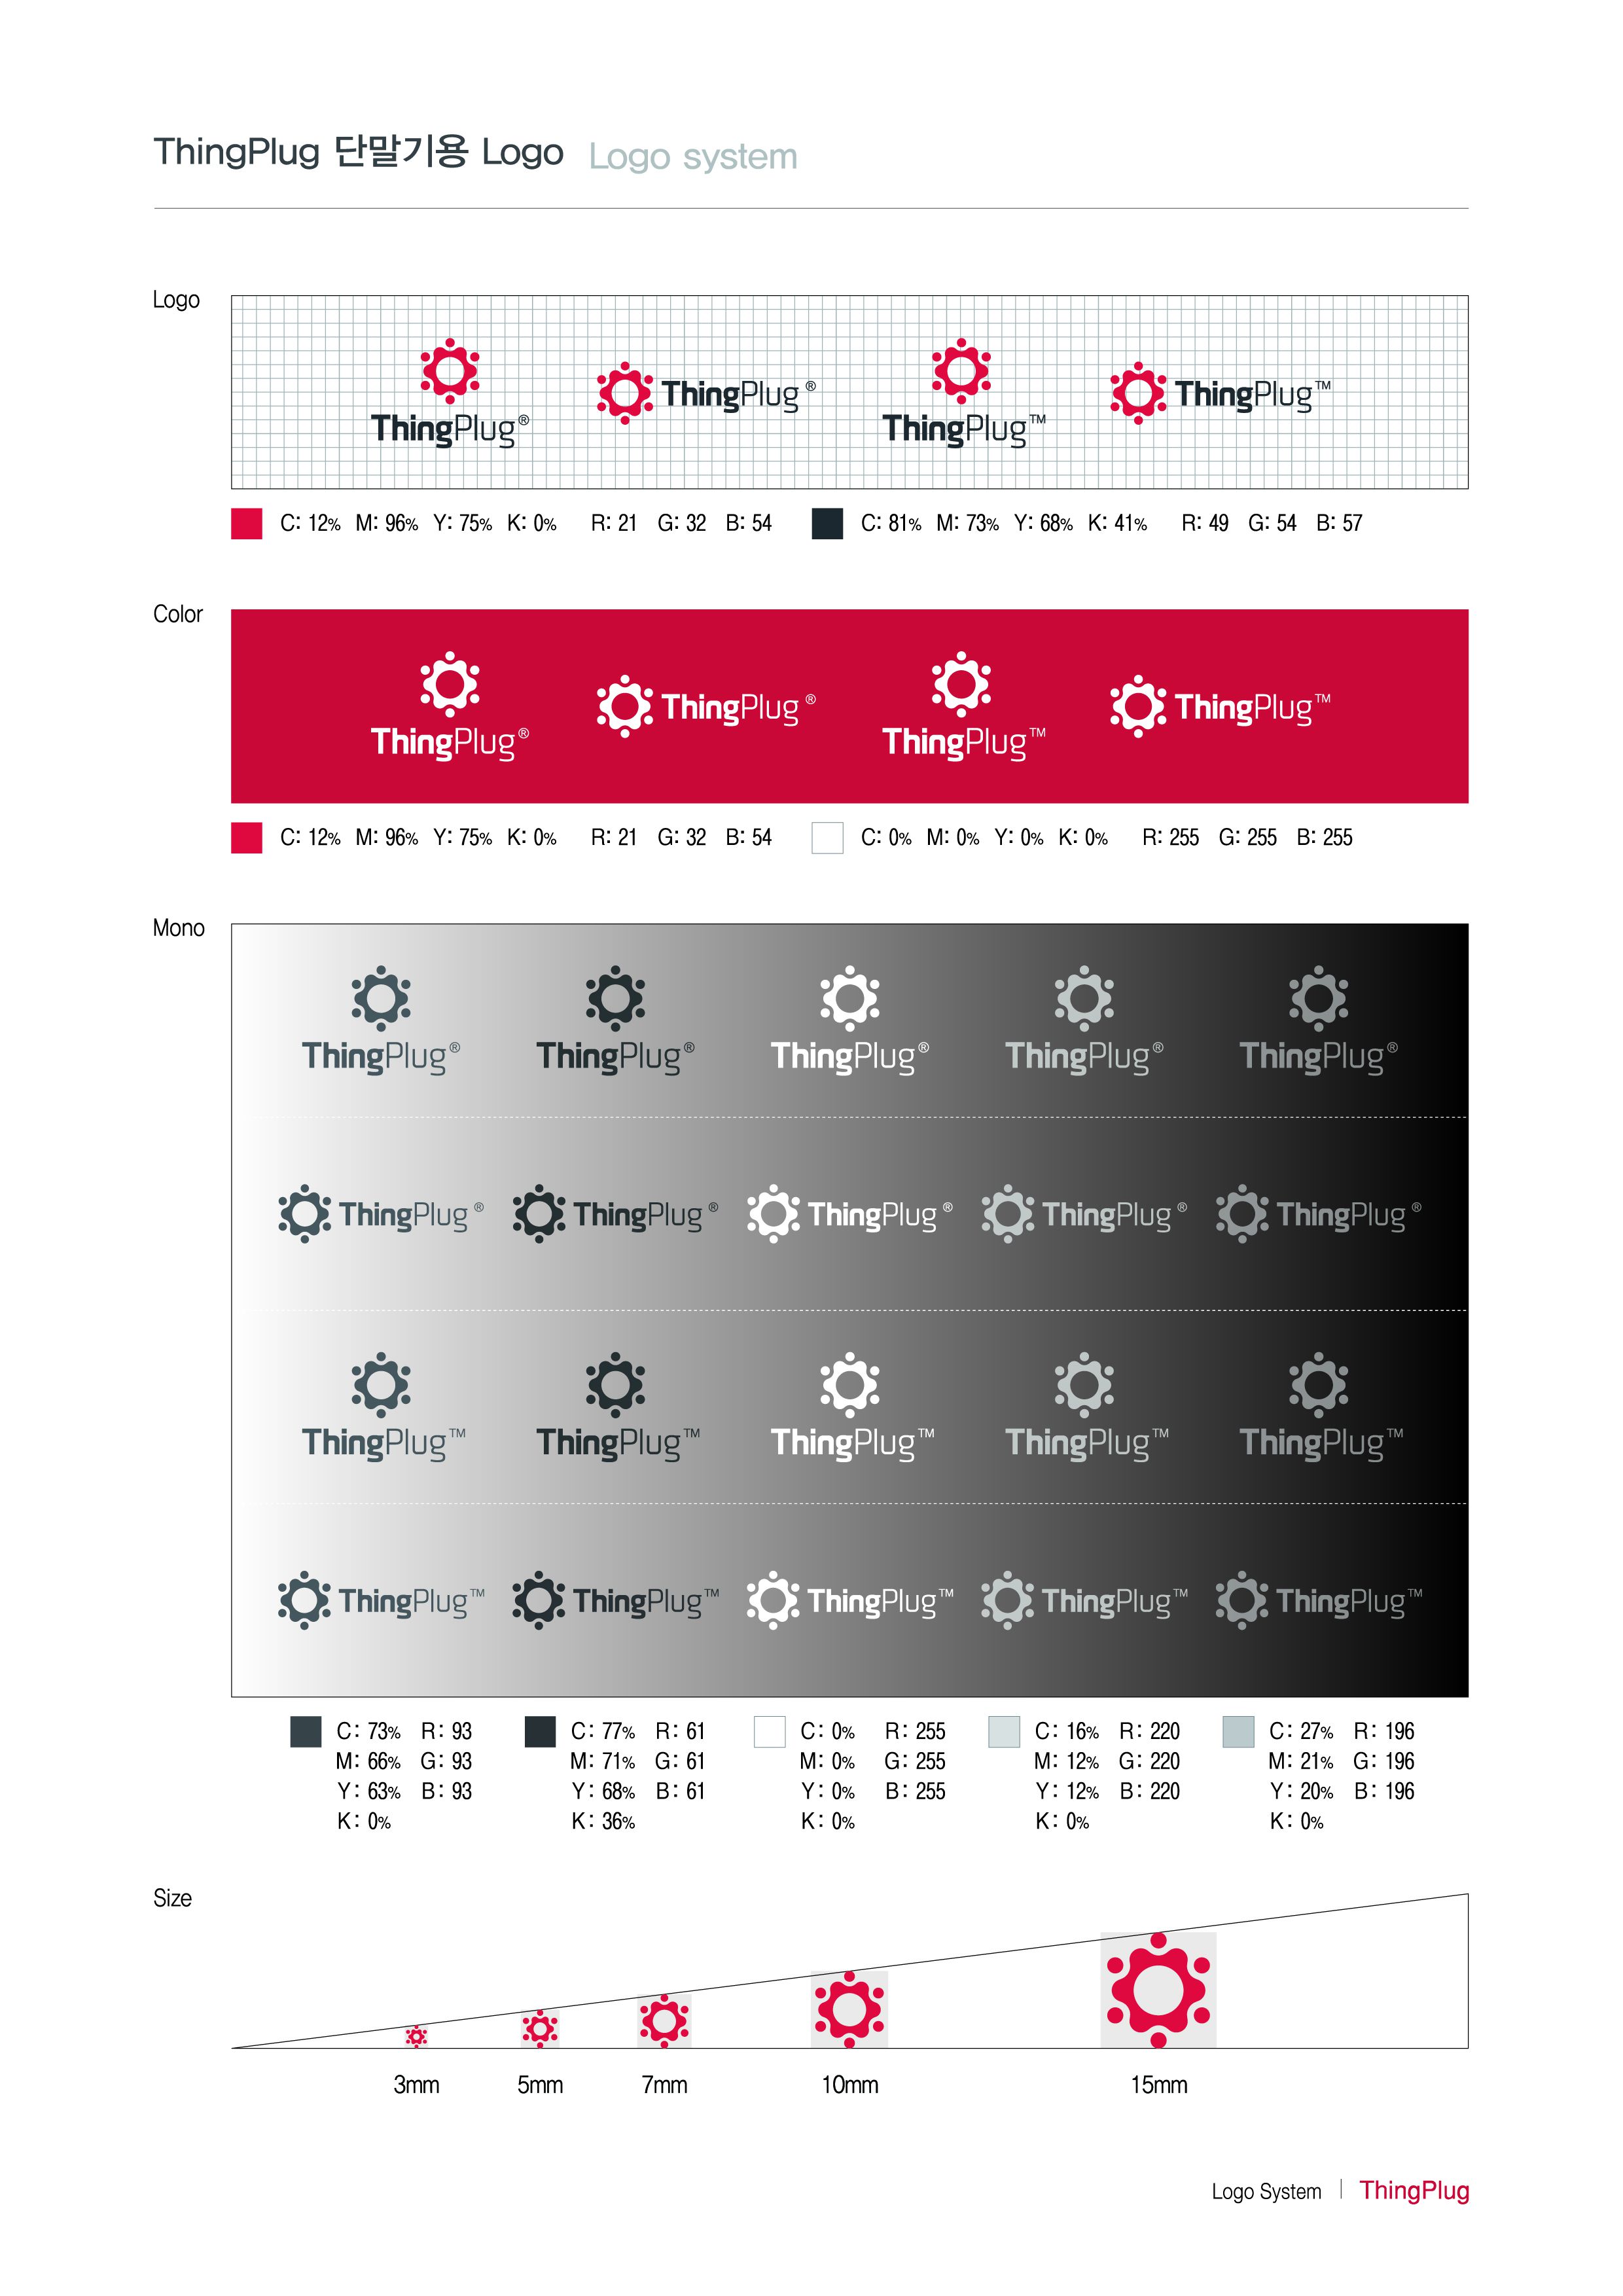 ThingPlug 단말기용 Logo Logo system
Logo
ThingPlug® ThingPlug® ThingPlug™ ThingPlug™
C: 12% M: 96% Y: 75% K: 0% R: 21 G: 32 B: 54 C: 81% M: 73% Y: 68% K: 41% R: 49 G: 54 B: 57
Color
ThingPlug® ThingPlug® ThingPlug™ ThingPlug™
C: 12% M: 96% Y: 75% K: 0% R: 21 G: 32 B: 54 C: 0% M: 0% Y: 0% K: 0% R: 255 G: 255 B: 255
Mono
ThingPlug® ThingPlug® ThingPlug® ThingPlug® ThingPlug®
ThingPlug® ThingPlug® ThingPlug® ThingPlug® ThingPlug®
ThingPlug™ ThingPlug™ ThingPlug™ ThingPlug™ ThingPlug™
ThingPlug™ ThingPlug™ ThingPlug™ ThingPlug™ ThingPlug™
C: 73% R: 93 C: 77% R: 61 C: 0% R: 255 C: 16% R: 220 C: 27% R: 196
M: 66% G: 93 M: 71% G: 61 M: 0% G: 255 M: 12% G: 220 M: 21% G: 196
Y: 63% B: 93 Y: 68% B: 61 Y: 0% B: 255 Y: 12% B: 220 Y: 20% B: 196
K: 0% K: 36% K: 0% K: 0% K: 0%
Size
3mm 5mm 7mm 10mm 15mm
Logo System | ThingPlug